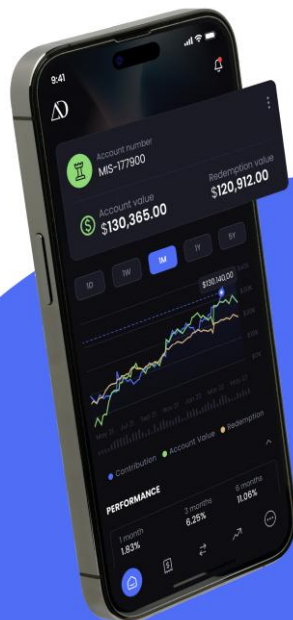 9:41
Account number
MIS-177900
Account value
$130,365.00
Redemption value
$120,912.00
1D 1W 1M 1Y 5Y
$139,140,00
Contribution Account Value Redemption
PERFORMANCE
1 month
1.83%
3 months
6.25%
6 months
11.06%